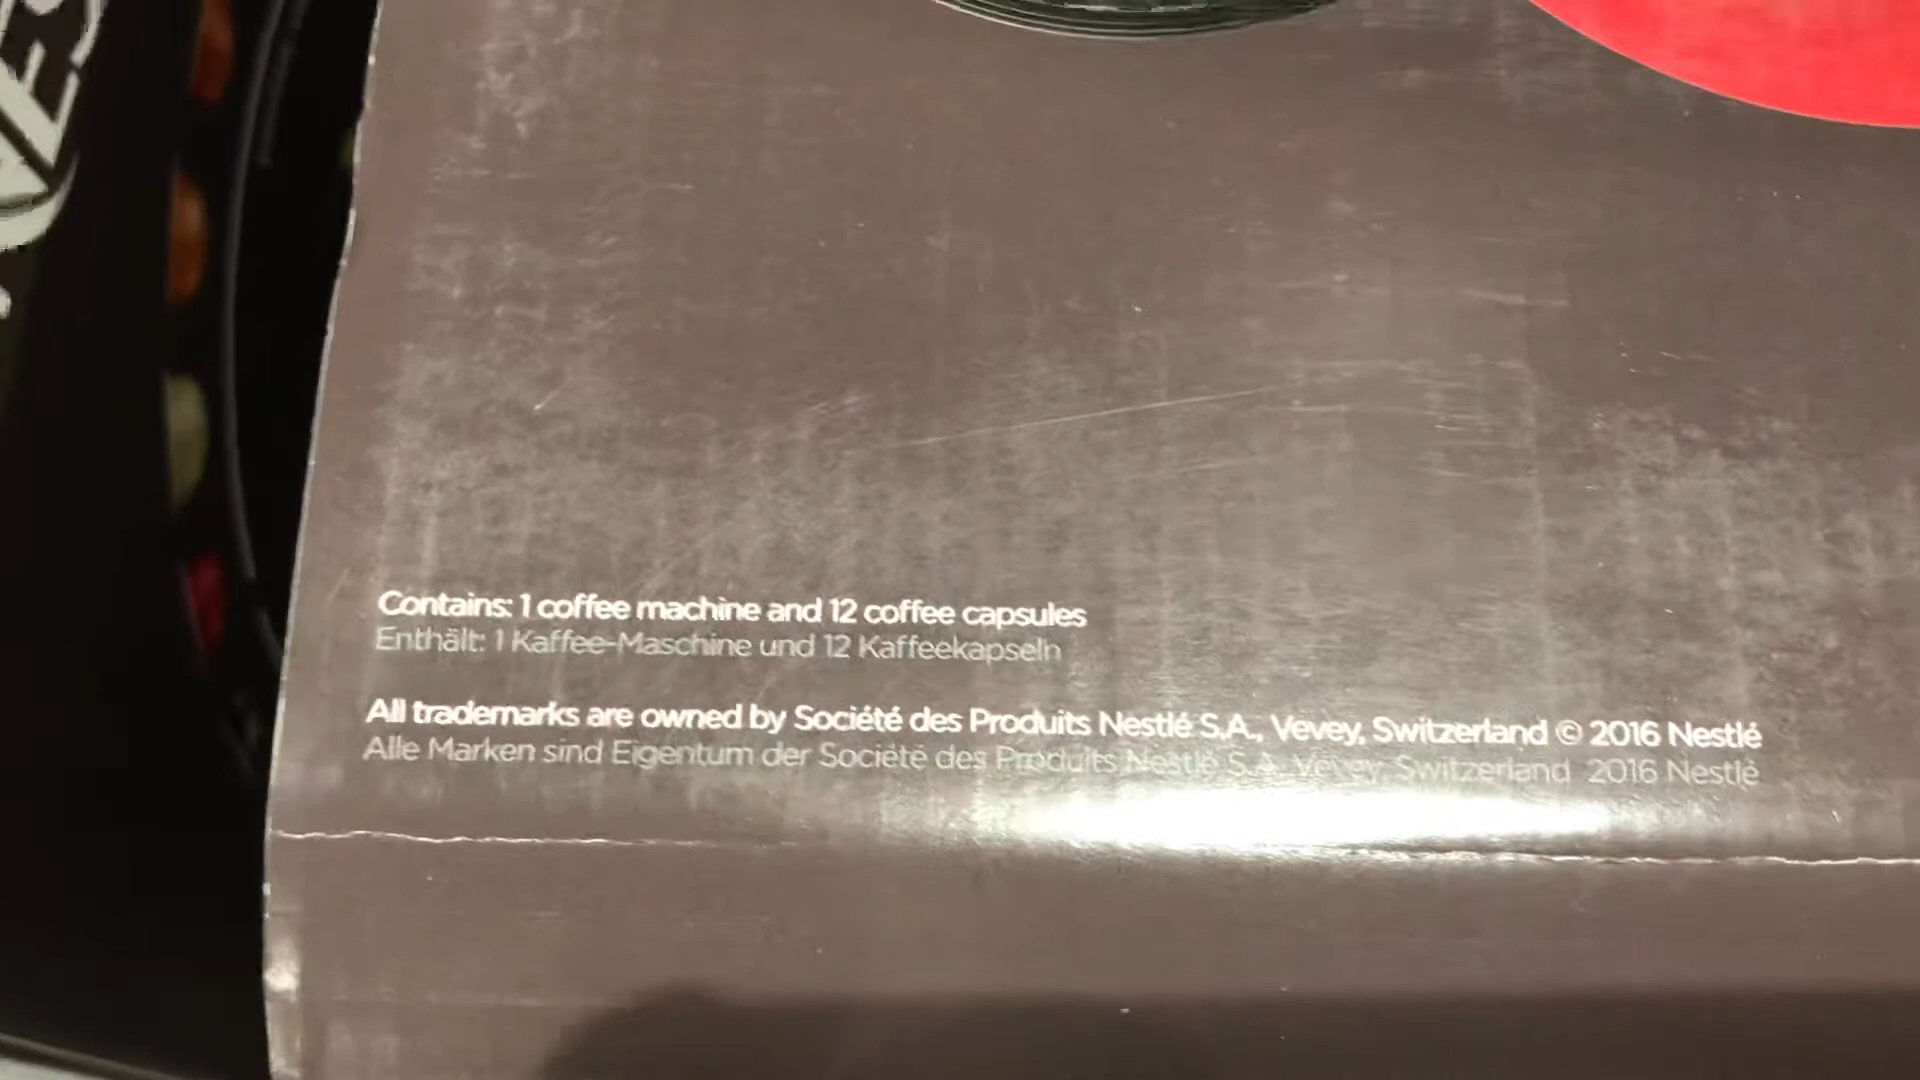 Contains: 1 coffee machine and 12 coffee capsules
Enthält: 1 Kaffee-Maschine und 12 Kaffeekapseln
All trademarks are owned by Société des Produits Nestlé S.A., Vevey, Switzerland © 2016 Nestlé
Alle Marken sind Eigentum der Société des Produits Nestlé S.A. Vevey, Switzerland 2016 Nestlé